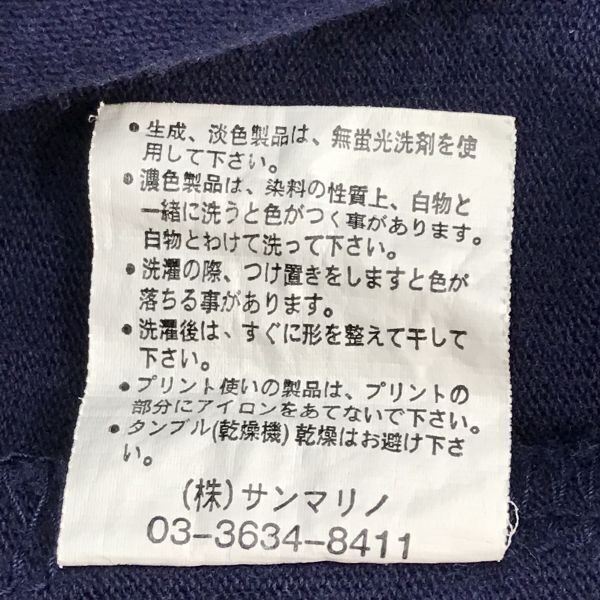 • 生成、淡色製品は、無蛍光洗剤を使
用して下さい。
• 濃色製品は、染料の性質上、白物と
一緒に洗うと色がつく事があります。
白物とわけて洗って下さい。
• 洗濯の際、つけ置きをしますと色が
落ちる事があります。
• 洗濯後は、すぐに形を整えて干して
下さい。
• プリント使いの製品は、プリントの
部分にアイロンをあてないで下さい。
• タンブル(乾燥機)乾燥はお避け下さ
い。
(株)サンマリノ
03-3634-8411